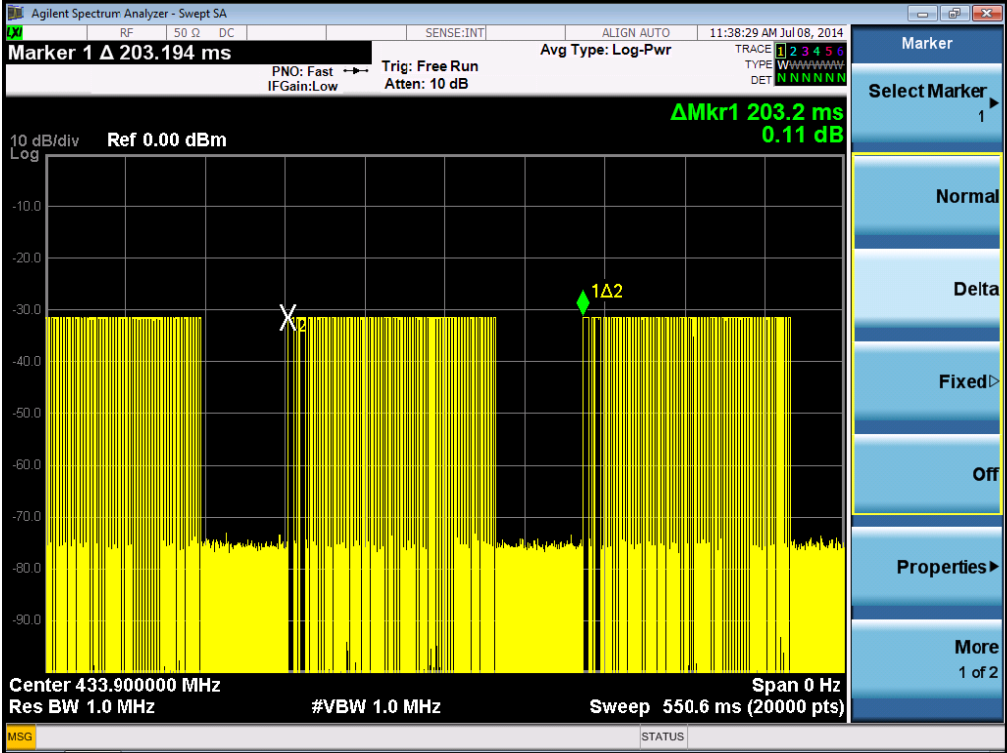 Agilent Spectrum Analyzer - Swept SA
LXI RF 50 Ω DC SENSE:INT ALIGN AUTO 11:38:29 AM Jul 08, 2014
Marker 1 Δ 203.194 ms
PNO: Fast
IFGain:Low
Trig: Free Run
Atten: 10 dB
Avg Type: Log-Pwr
TRACE 1 2 3 4 5 6
TYPE WWWWWW
DET N N N N N N
ΔMkr1 203.2 ms
0.11 dB
10 dB/div Ref 0.00 dBm
Log
-10.0
-20.0
-30.0
-40.0
-50.0
-60.0
-70.0
-80.0
-90.0
X2
1Δ2
Center 433.900000 MHz
Span 0 Hz
Res BW 1.0 MHz
#VBW 1.0 MHz
Sweep 550.6 ms (20000 pts)
MSG
STATUS
Marker
Select Marker
1
Normal
Delta
Fixed
Off
Properties
More
1 of 2